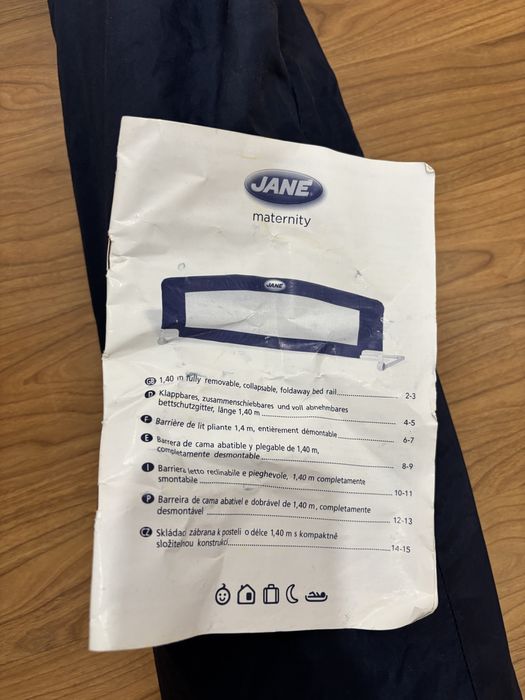 JANE
maternity
JANE
GB 1,40 m fully removable, collapsable, foldaway bed rail 2-3
D Klappbares, zusammenschiebbares und voll abnehmbares
bettschutzgitter, länge 1,40 m 4-5
F Barrière de lit pliante 1,4 m, entièrement démontable 6-7
E Barrera de cama abatible y plegable de 1,40 m,
completamente desmontable 8-9
I Barriera letto reclinabile e pieghevole, 1,40 m completamente
smontabile 10-11
P Barreira de cama abatível e dobrável de 1,40 m, completamente
desmontável 12-13
CZ Skládací zábrana k posteli o délce 1,40 m s kompaktně
složitelnou konstrukcí 14-15